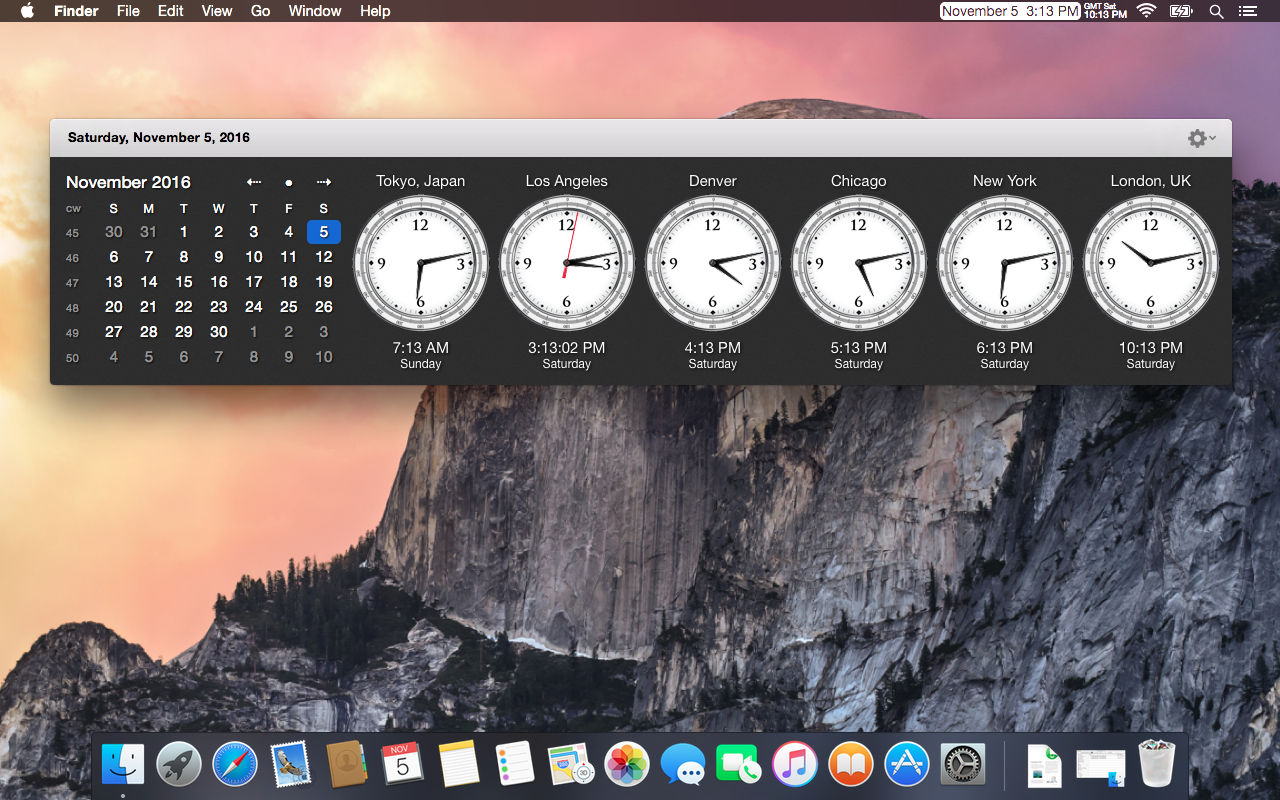 Finder File Edit View Go Window Help
November 5 3:13 PM
GMT Sat
10:13 PM
Saturday, November 5, 2016
November 2016
CW S M T W T F S
45 30 31 1 2 3 4 5
46 6 7 8 9 10 11 12
47 13 14 15 16 17 18 19
48 20 21 22 23 24 25 26
49 27 28 29 30 1 2 3
50 4 5 6 7 8 9 10
Tokyo, Japan
12
9 3
6
7:13 AM
Sunday
Los Angeles
12
9 3
6
3:13:02 PM
Saturday
Denver
12
9 3
6
4:13 PM
Saturday
Chicago
12
9 3
6
5:13 PM
Saturday
New York
12
9 3
6
6:13 PM
Saturday
London, UK
12
9 3
6
10:13 PM
Saturday
NOV
5
280
3D